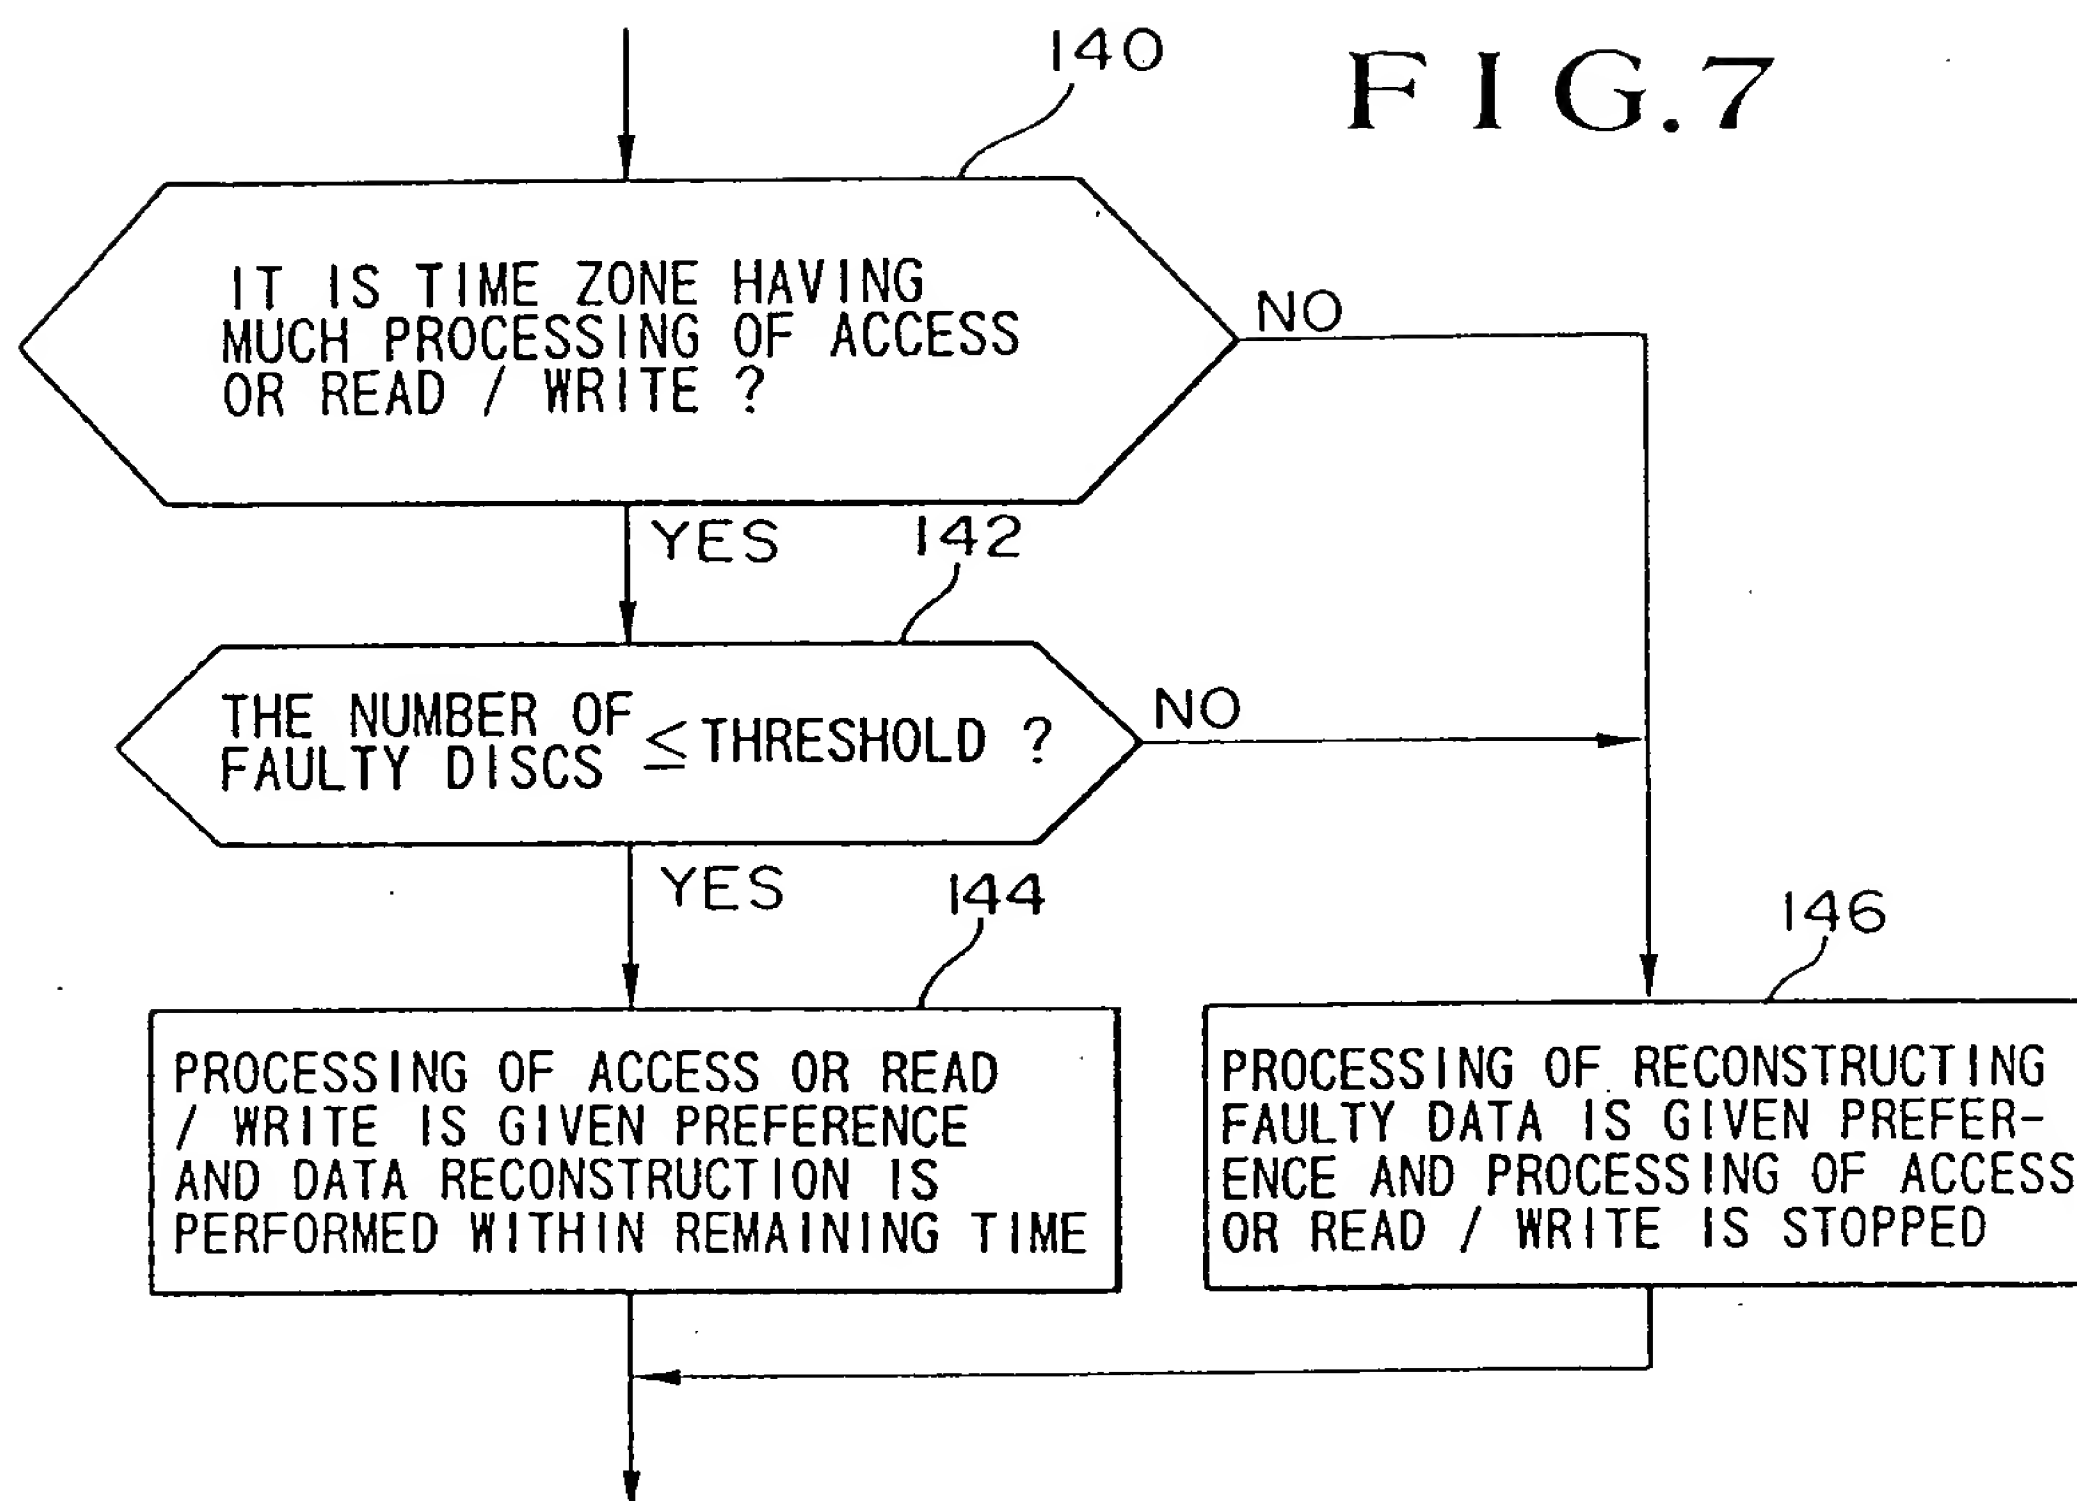 140
FIG.7
IT IS TIME ZONE HAVING
MUCH PROCESSING OF ACCESS
OR READ / WRITE ?
NO
YES
142
THE NUMBER OF
FAULTY DISCS ≤ THRESHOLD ?
NO
YES
144
146
PROCESSING OF ACCESS OR READ
/ WRITE IS GIVEN PREFERENCE
AND DATA RECONSTRUCTION IS
PERFORMED WITHIN REMAINING TIME
PROCESSING OF RECONSTRUCTING
FAULTY DATA IS GIVEN PREFER-
ENCE AND PROCESSING OF ACCESS
OR READ / WRITE IS STOPPED